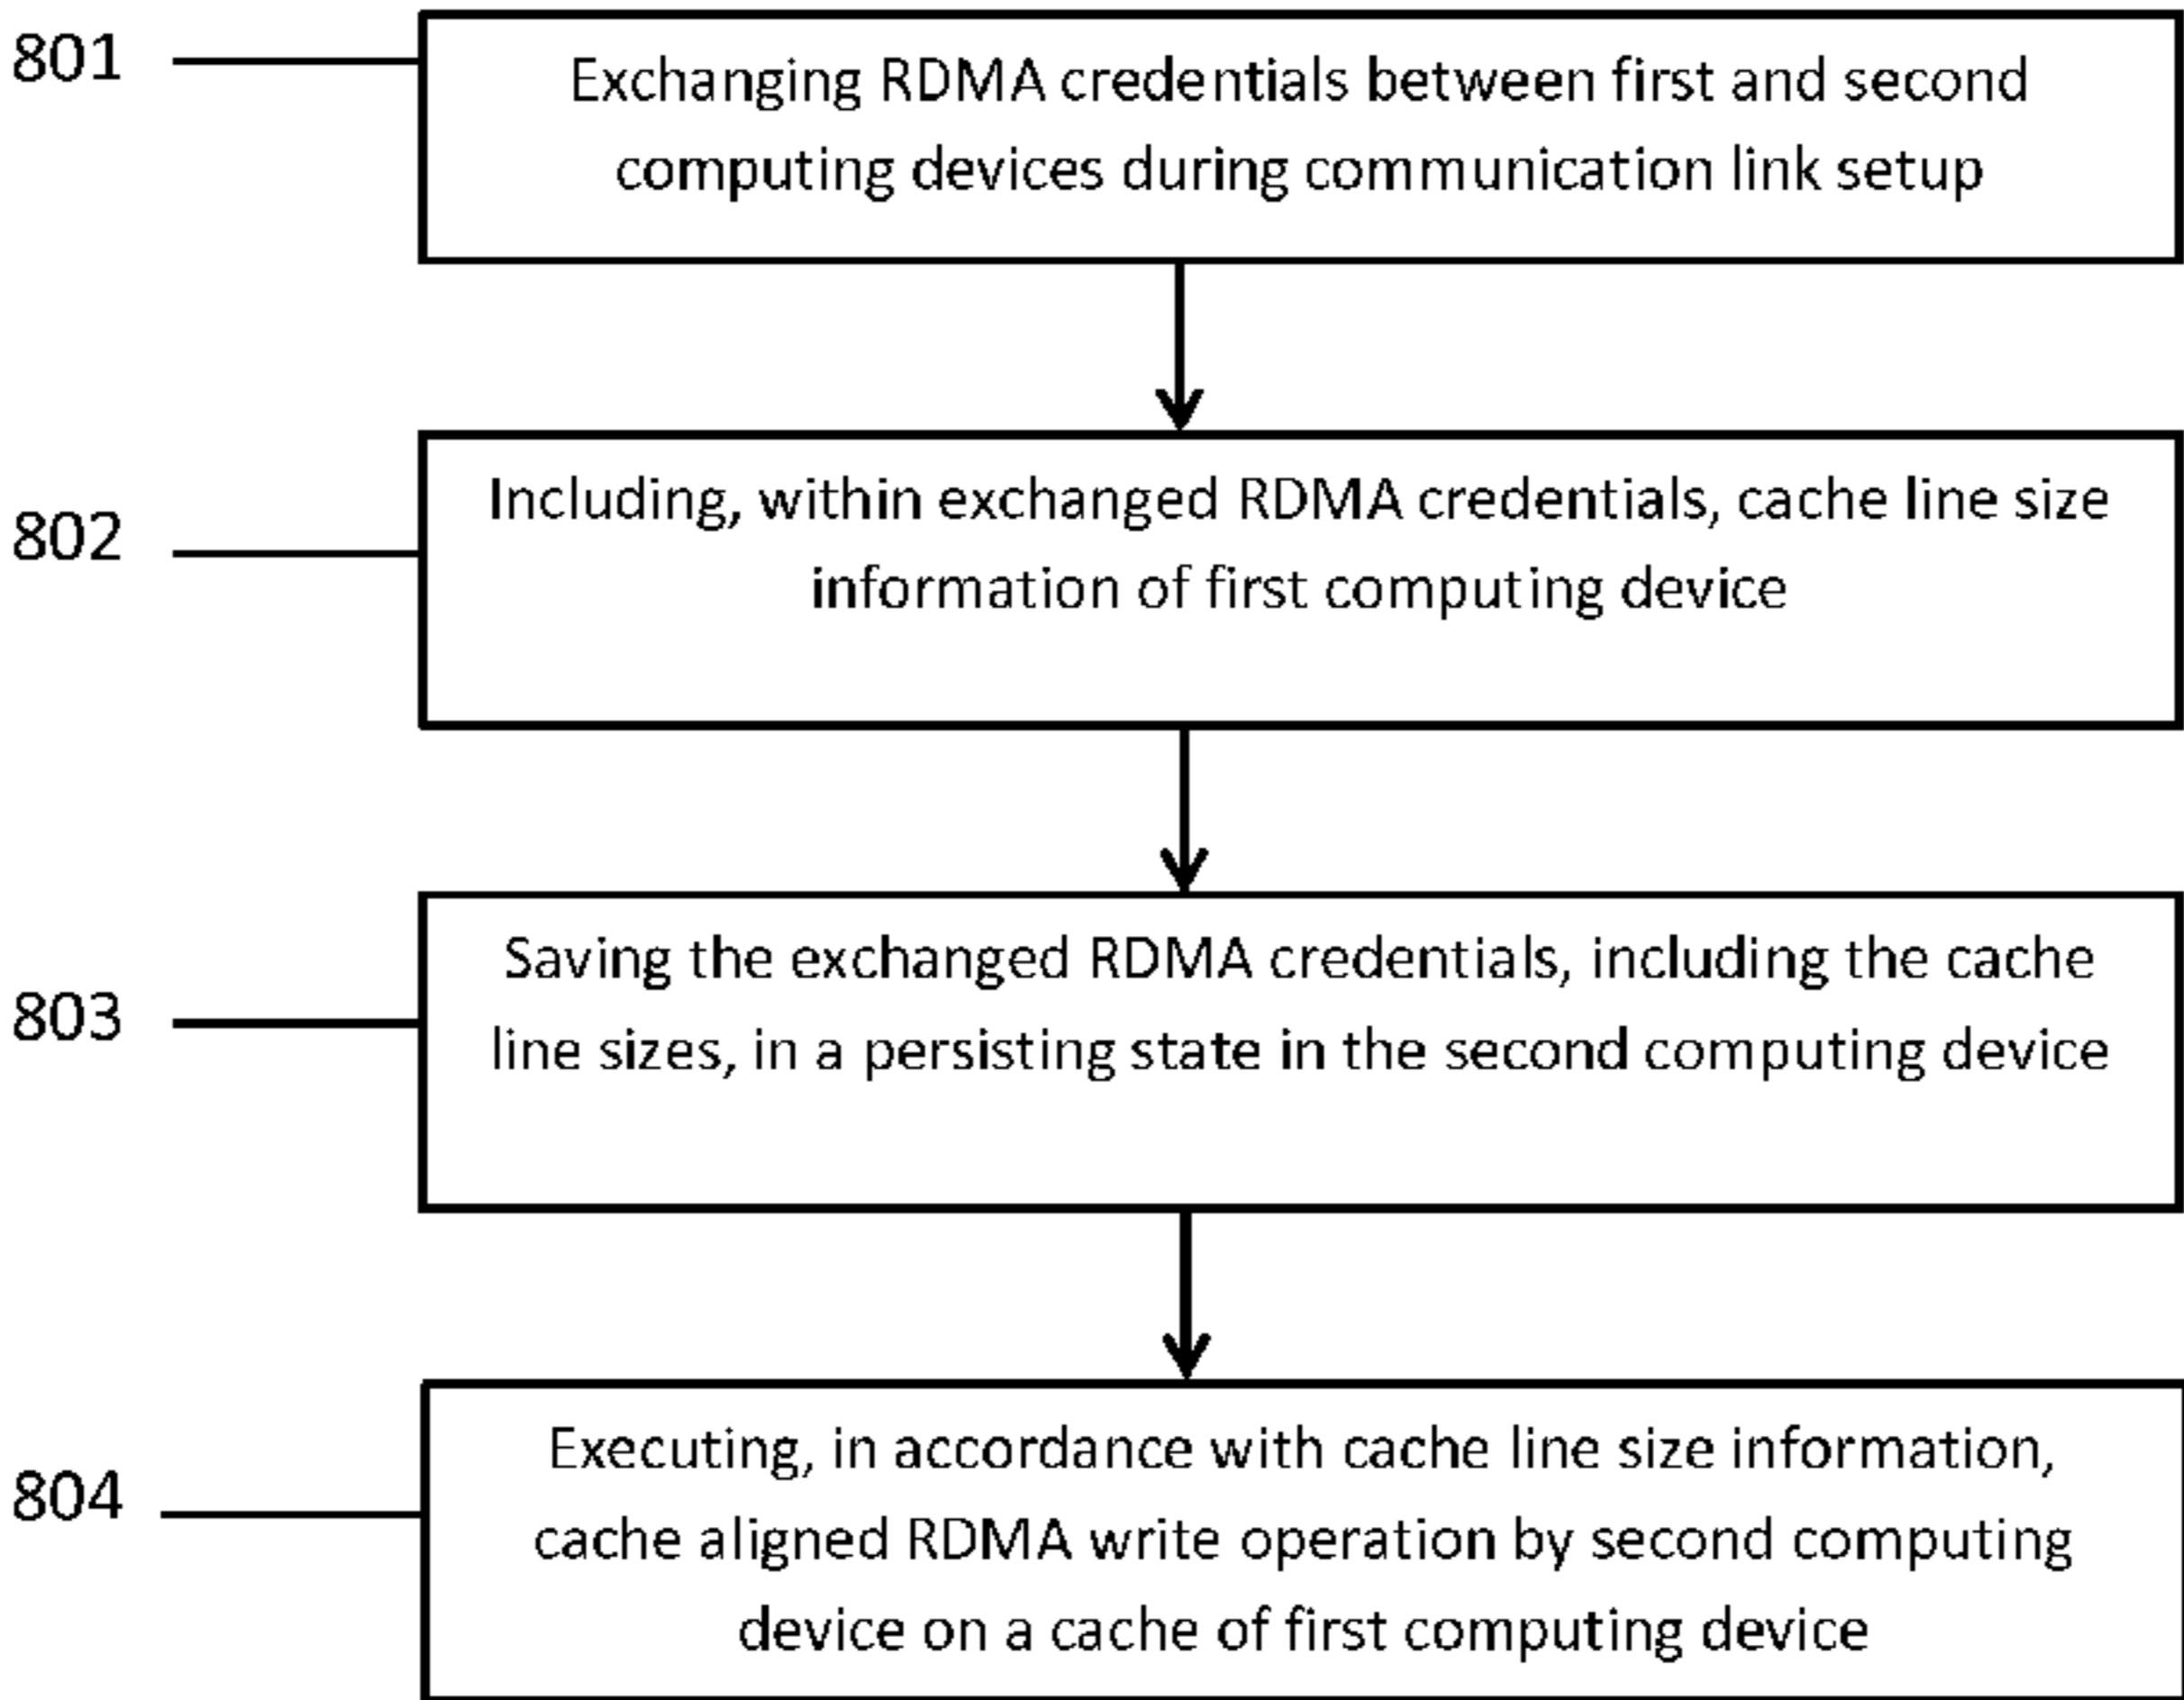 801
Exchanging RDMA credentials between first and second
computing devices during communication link setup
802
Including, within exchanged RDMA credentials, cache line size
information of first computing device
803
Saving the exchanged RDMA credentials, including the cache
line sizes, in a persisting state in the second computing device
804
Executing, in accordance with cache line size information,
cache aligned RDMA write operation by second computing
device on a cache of first computing device